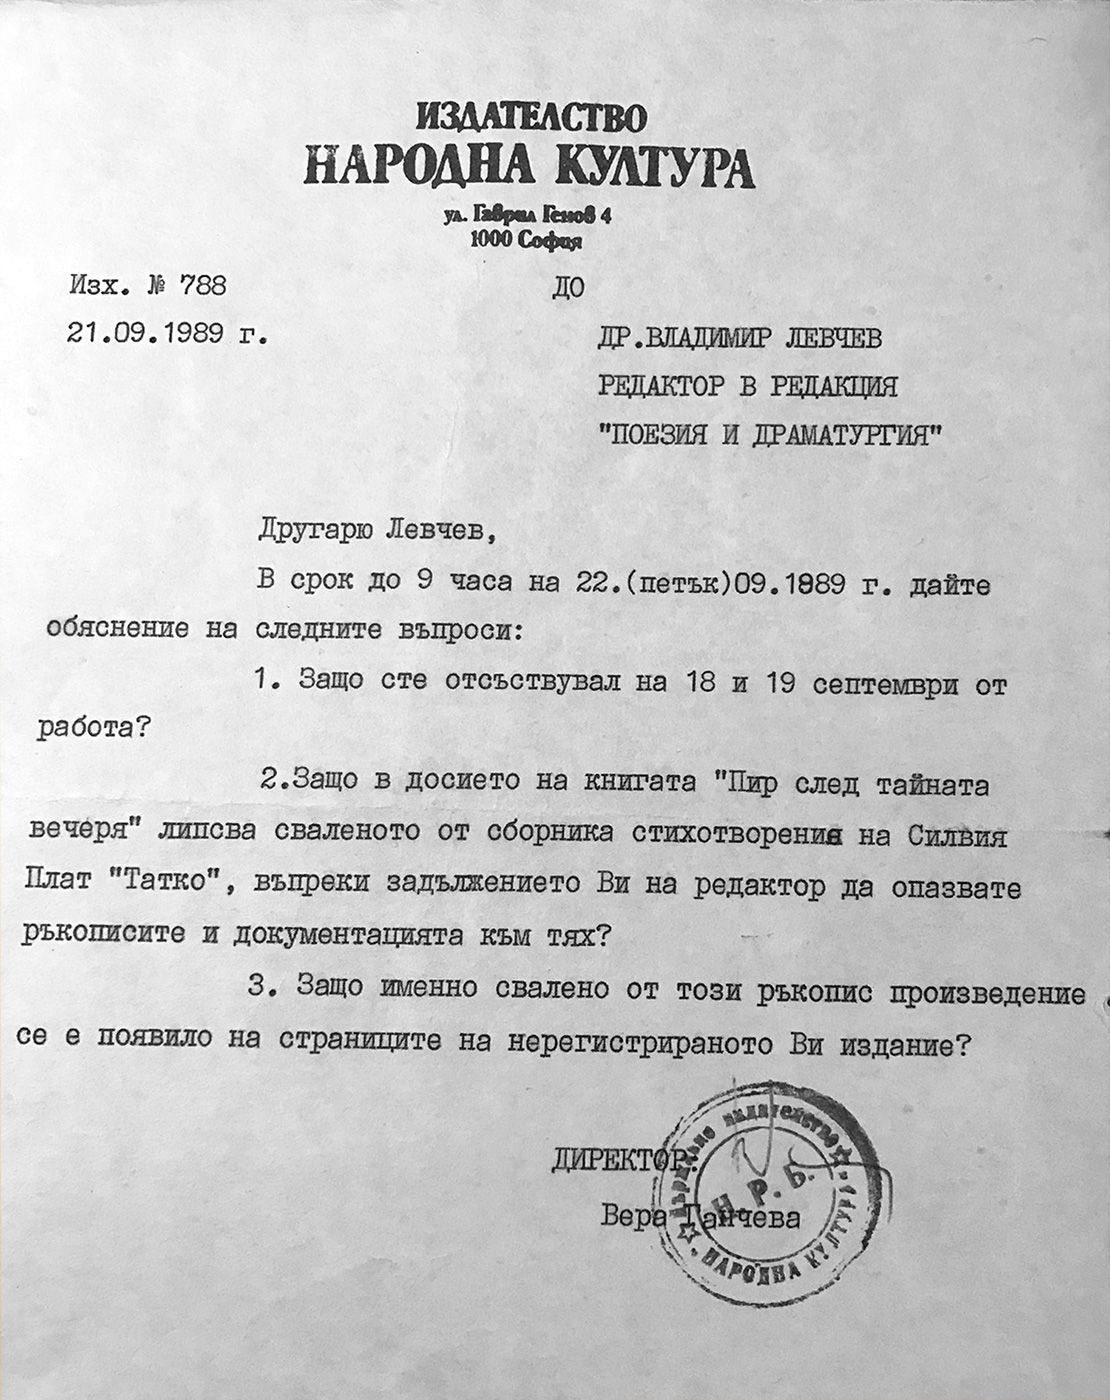 ИЗДАТЕЛСТВО
НАРОДНА КУЛТУРА
ул. Гаврил Генов 4
1000 София
Изх. № 788
21.09.1989 г.
ДО
ДР.ВЛАДИМИР ЛЕВЧЕВ
РЕДАКТОР В РЕДАКЦИЯ
"ПОЕЗИЯ И ДРАМАТУРГИЯ"
Другарю Левчев,
В срок до 9 часа на 22.(петък)09.1989 г. дайте
обяснение на следните въпроси:
1. Защо сте отсъствувал на 18 и 19 септември от
работа?
2.Защо в досието на книгата "Пир след тайната
вечеря" липсва сваленото от сборника стихотворение на Силвия
Плат "Татко", въпреки задължението Ви на редактор да опазвате
ръкописите и документацията към тях?
3. Защо именно свалено от този ръкопис произведение
се е появило на страниците на нерегистрираното Ви издание?
ДИРЕКТОР:
Вера Ганчева
Държавно издателство
Н.Р.Б.
НАРОДНА КУЛТУРА